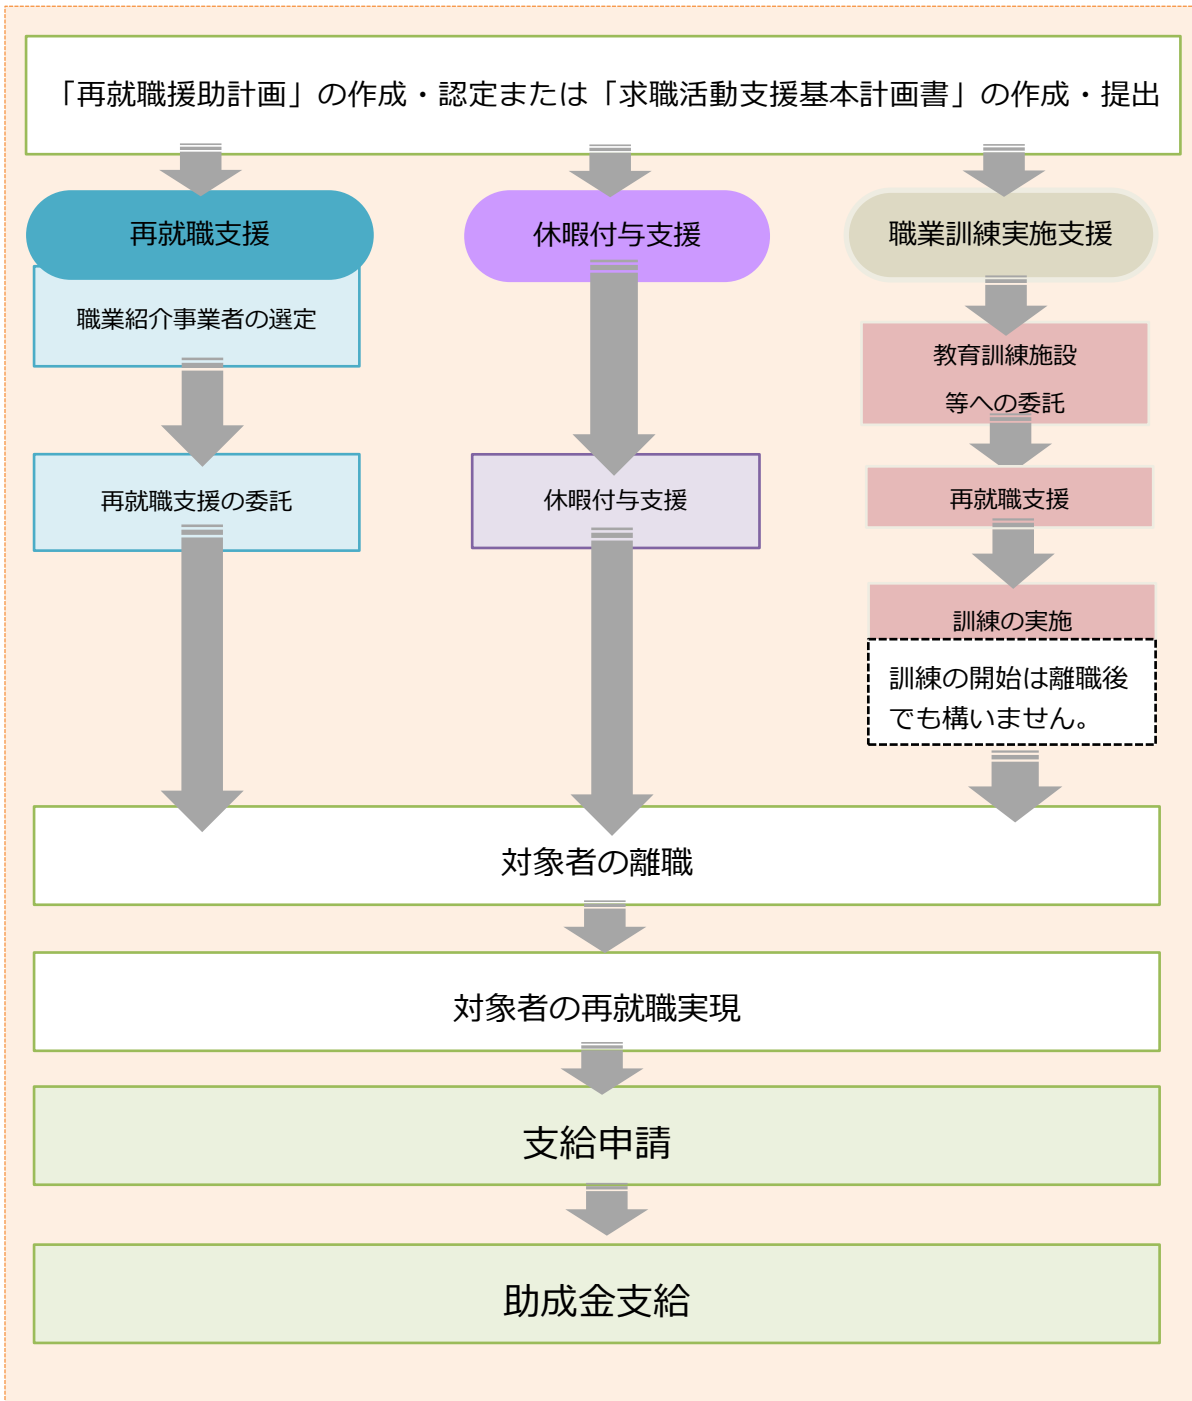 「再就職援助計画」の作成・認定または「求職活動支援基本計画書」の作成・提出
再就職支援
休暇付与支援
職業訓練実施支援
職業紹介事業者の選定
教育訓練施設
等への委託
再就職支援の委託
休暇付与支援
再就職支援
訓練の実施
訓練の開始は離職後
でも構いません。
対象者の離職
対象者の再就職実現
支給申請
助成金支給